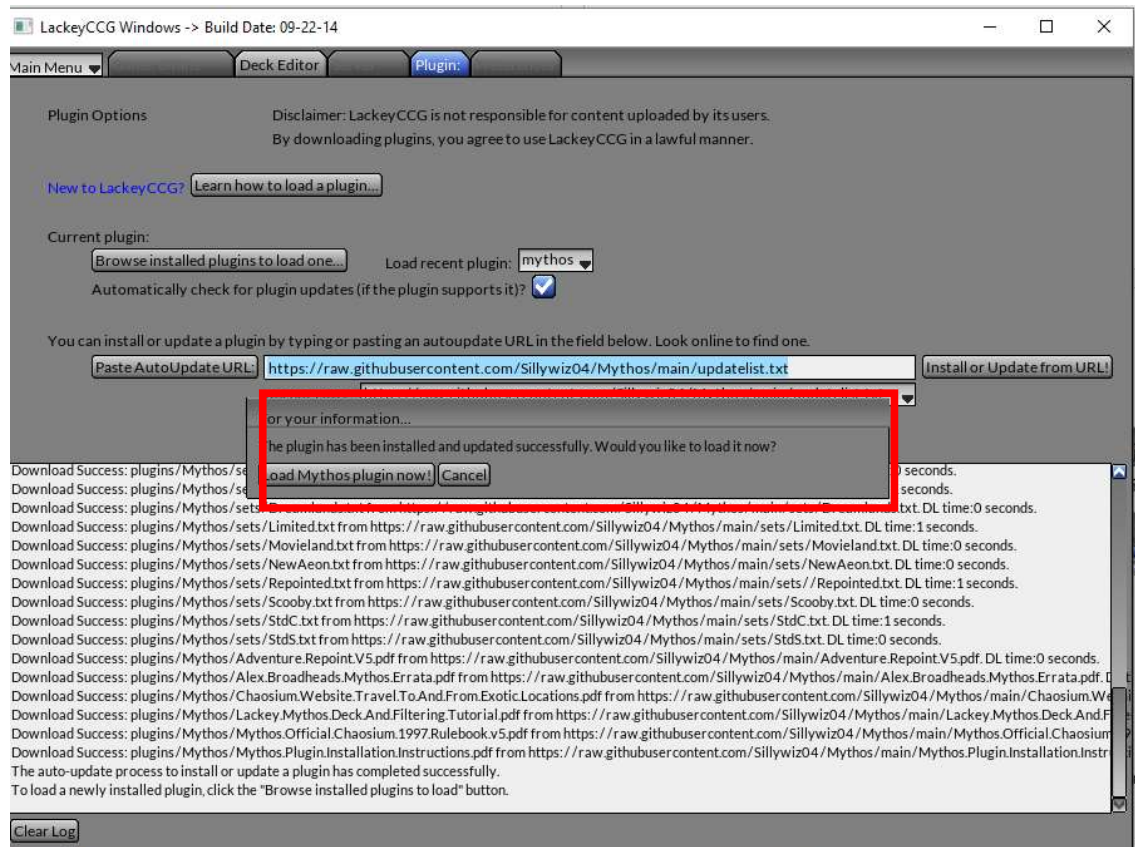 LackeyCCG Windows -> Build Date: 09-22-14
Main Menu Deck Editor Plugin:
Plugin Options
Disclaimer: LackeyCCG is not responsible for content uploaded by its users.
By downloading plugins, you agree to use LackeyCCG in a lawful manner.
New to LackeyCCG? Learn how to load a plugin...
Current plugin:
Browse installed plugins to load one... Load recent plugin: mythos
Automatically check for plugin updates (if the plugin supports it)?
You can install or update a plugin by typing or pasting an autoupdate URL in the field below. Look online to find one.
Paste AutoUpdate URL: https://raw.githubusercontent.com/Sillywiz04/Mythos/main/updatelist.txt Install or Update from URL!
or your information...
he plugin has been installed and updated successfully. Would you like to load it now?
Load Mythos plugin now! Cancel
Download Success: plugins/Mythos/se 0 seconds.
Download Success: plugins/Mythos/se seconds.
Download Success: plugins/Mythos/sets .txt. DL time:0 seconds.
Download Success: plugins/Mythos/sets/Limited.txt from https://raw.githubusercontent.com/Sillywiz04/Mythos/main/sets/Limited.txt. DL time:1 seconds.
Download Success: plugins/Mythos/sets/Movieland.txt from https://raw.githubusercontent.com/Sillywiz04/Mythos/main/sets/Movieland.txt. DL time:0 seconds.
Download Success: plugins/Mythos/sets/NewAeon.txt from https://raw.githubusercontent.com/Sillywiz04/Mythos/main/sets/NewAeon.txt. DL time:0 seconds.
Download Success: plugins/Mythos/sets/Repointed.txt from https://raw.githubusercontent.com/Sillywiz04/Mythos/main/sets//Repointed.txt. DL time:1 seconds.
Download Success: plugins/Mythos/sets/Scooby.txt from https://raw.githubusercontent.com/Sillywiz04/Mythos/main/sets/Scooby.txt. DL time:0 seconds.
Download Success: plugins/Mythos/sets/StdC.txt from https://raw.githubusercontent.com/Sillywiz04/Mythos/main/sets/StdC.txt. DL time:1 seconds.
Download Success: plugins/Mythos/sets/StdS.txt from https://raw.githubusercontent.com/Sillywiz04/Mythos/main/sets/StdS.txt. DL time:0 seconds.
Download Success: plugins/Mythos/Adventure.Repoint.V5.pdf from https://raw.githubusercontent.com/Sillywiz04/Mythos/main/Adventure.Repoint.V5.pdf. DL time:0 seconds.
Download Success: plugins/Mythos/Alex.Broadheads.Mythos.Errata.pdf from https://raw.githubusercontent.com/Sillywiz04/Mythos/main/Alex.Broadheads.Mythos.Errata.pdf.
Download Success: plugins/Mythos/Chaosium.Website.Travel.To.And.From.Exotic.Locations.pdf from https://raw.githubusercontent.com/Sillywiz04/Mythos/main/Chaosium.We
Download Success: plugins/Mythos/Lackey.Mythos.Deck.And.Filtering.Tutorial.pdf from https://raw.githubusercontent.com/Sillywiz04/Mythos/main/Lackey.Mythos.Deck.And.F
Download Success: plugins/Mythos/Mythos.Official.Chaosium.1997.Rulebook.v5.pdf from https://raw.githubusercontent.com/Sillywiz04/Mythos/main/Mythos.Official.Chaosium
Download Success: plugins/Mythos/Mythos.Plugin.Installation.Instructions.pdf from https://raw.githubusercontent.com/Sillywiz04/Mythos/main/Mythos.Plugin.Installation.Instr
The auto-update process to install or update a plugin has completed successfully.
To load a newly installed plugin, click the "Browse installed plugins to load" button.
Clear Log